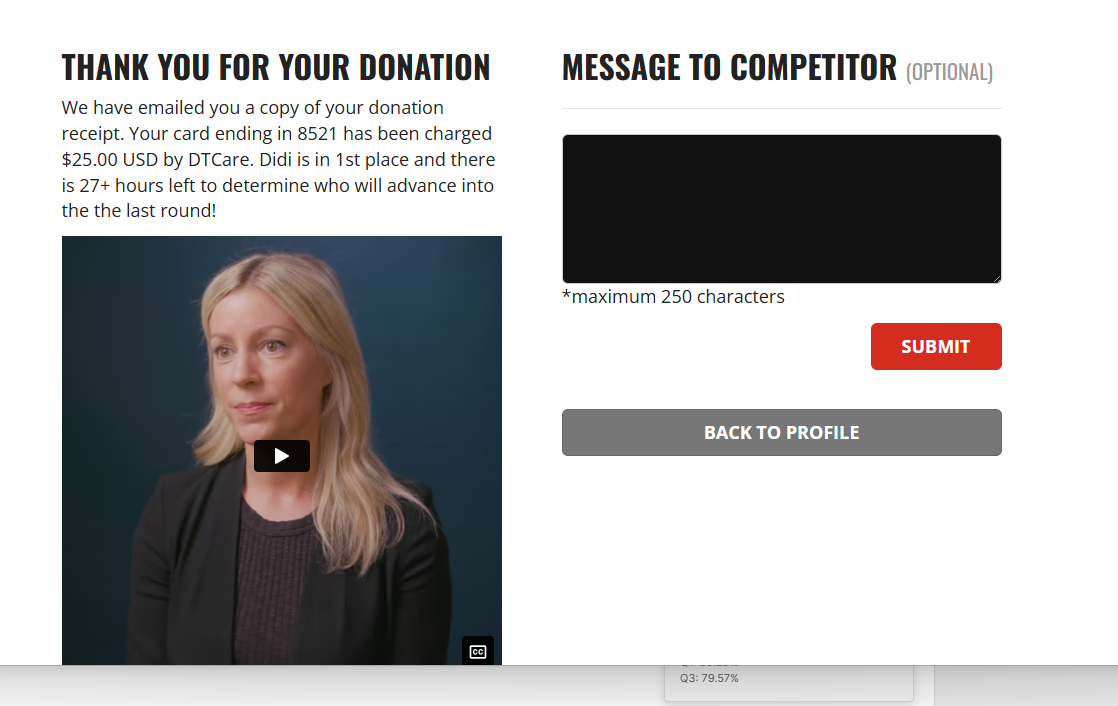 THANK YOU FOR YOUR DONATION
We have emailed you a copy of your donation
receipt. Your card ending in 8521 has been charged
$25.00 USD by DTCare. Didi is in 1st place and there
is 27+ hours left to determine who will advance into
the the last round!
CC
MESSAGE TO COMPETITOR (OPTIONAL)
*maximum 250 characters
SUBMIT
BACK TO PROFILE
Q3: 79.57%